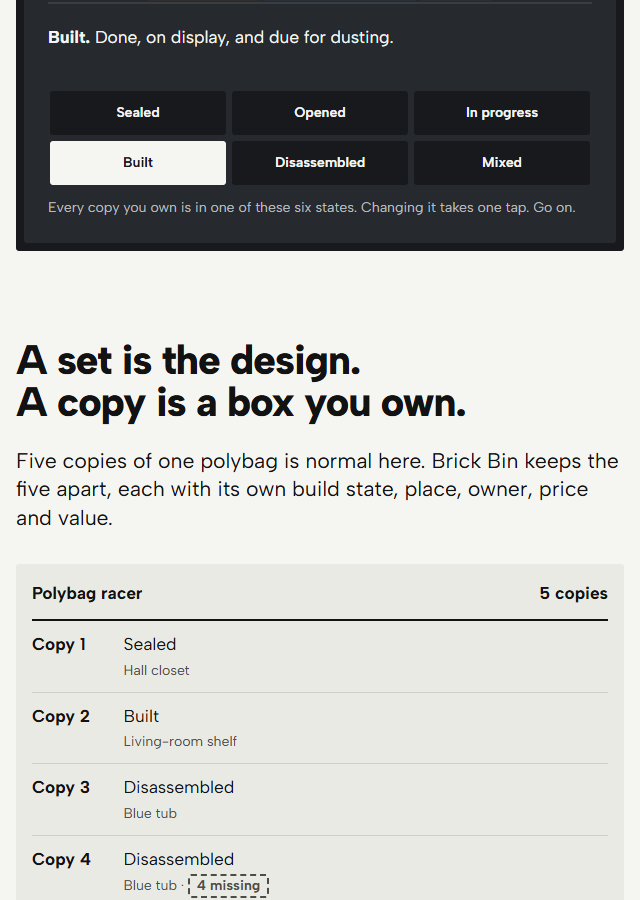 Built. Done, on display, and due for dusting.
Sealed
Opened
In progress
Built
Disassembled
Mixed
Every copy you own is in one of these six states. Changing it takes one tap. Go on.
A set is the design.
A copy is a box you own.
Five copies of one polybag is normal here. Brick Bin keeps the
five apart, each with its own build state, place, owner, price
and value.
Polybag racer
5 copies
Copy 1
Sealed
Hall closet
Copy 2
Built
Living-room shelf
Copy 3
Disassembled
Blue tub
Copy 4
Disassembled
Blue tub · 4 missing